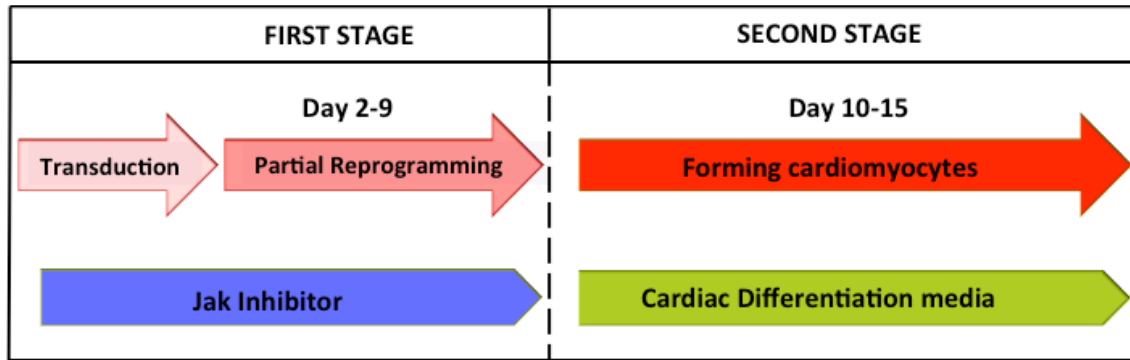 FIRST STAGE
SECOND STAGE
Day 2-9
Day 10-15
Transduction
Partial Reprogramming
Forming cardiomyocytes
Jak Inhibitor
Cardiac Differentiation media